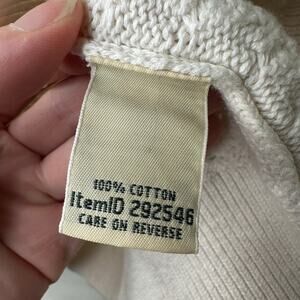 100% COTTON
ItemID 292546
CARE ON REVERSE